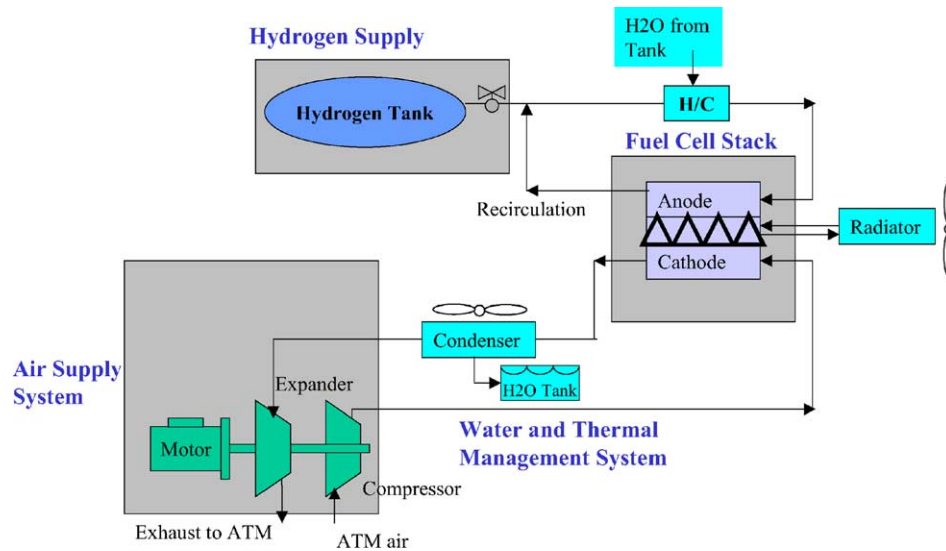 H2O from
Tank
Hydrogen Supply
Hydrogen Tank
H/C
Fuel Cell Stack
Recirculation
Anode
Radiator
Cathode
Condenser
H2O Tank
Air Supply
System
Expander
Motor
Water and Thermal
Management System
Compressor
Exhaust to ATM
ATM air